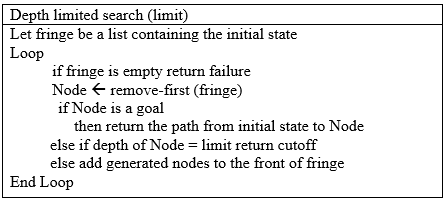 Depth limited search (limit)
Let fringe be a list containing the initial state
Loop
if fringe is empty return failure
Node ← remove-first (fringe)
if Node is a goal
then return the path from initial state to Node
else if depth of Node = limit return cutoff
else add generated nodes to the front of fringe
End Loop